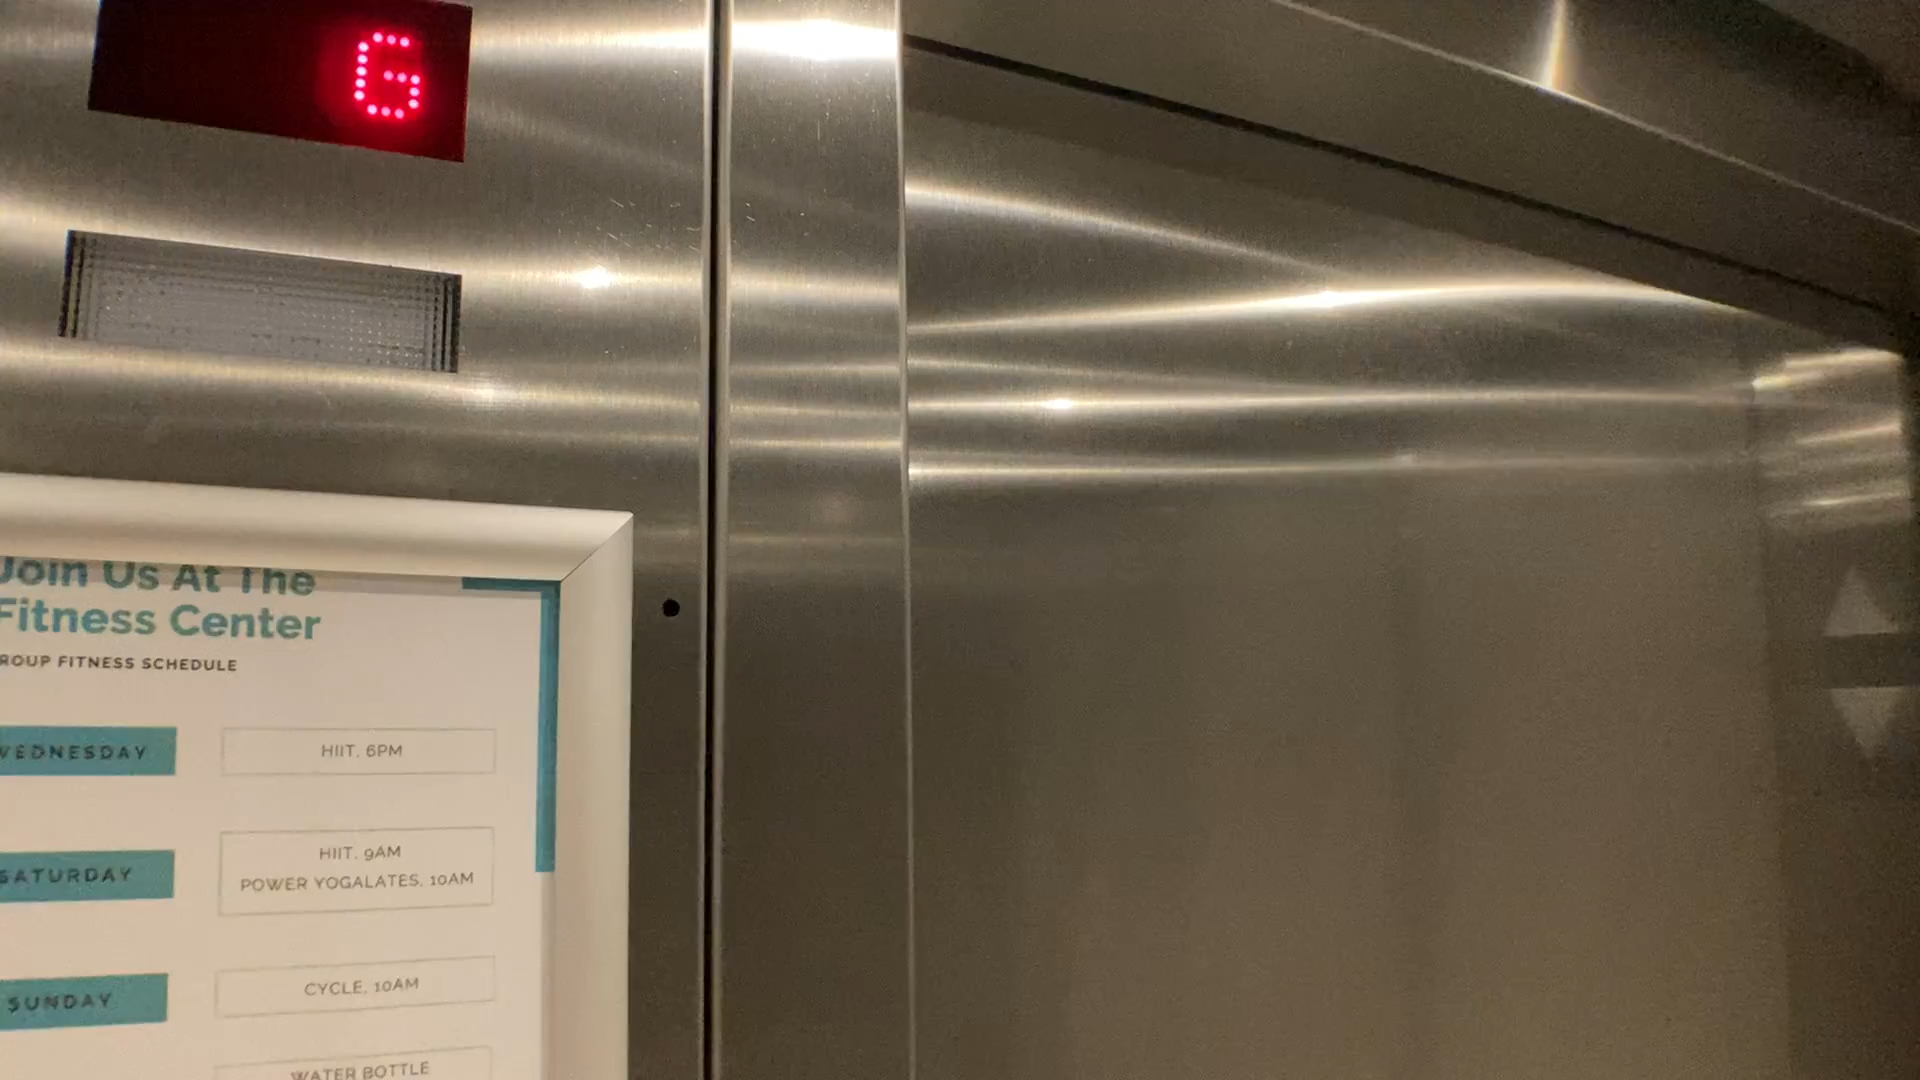 G
Join Us At The
Fitness Center
ROUP FITNESS SCHEDULE
WEDNESDAY
HIIT, 6PM
SATURDAY
HIIT, 9AM
POWER YOGALATES, 10AM
SUNDAY
CYCLE, 10AM
WATER BOTTLE